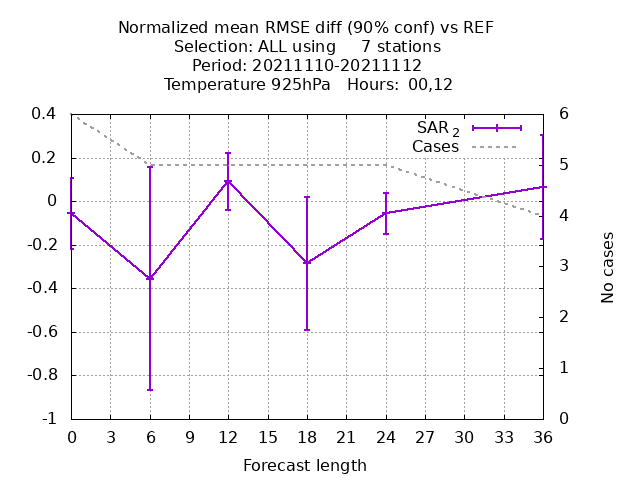 Normalized mean RMSE diff (90% conf) vs REF
Selection: ALL using     7 stations
Period: 20211110-20211112
Temperature 925hPa   Hours: 00,12
SAR 2
Cases
0.4
0.2
0
-0.2
-0.4
-0.6
-0.8
-1
6
5
4
3
2
1
0
No cases
0 3 6 9 12 15 18 21 24 27 30 33 36
Forecast length